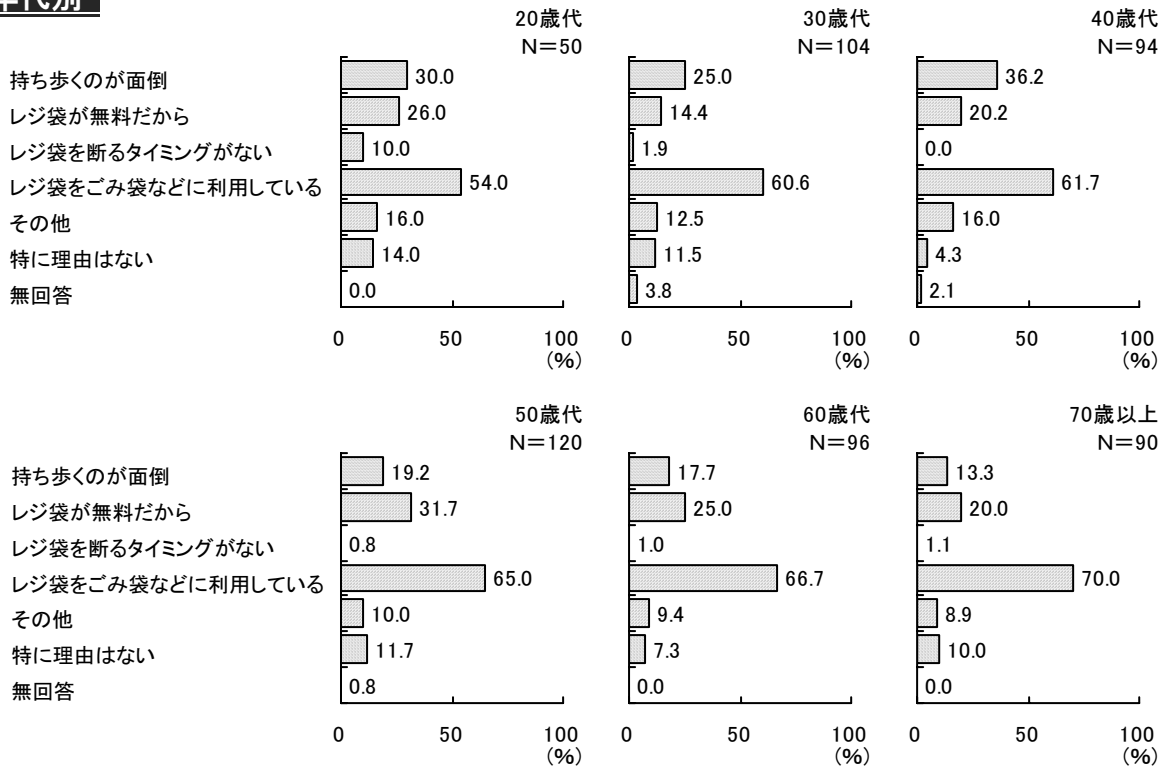 年代別
20歳代 30歳代 40歳代
N=50 N=104 N=94
持ち歩くのが面倒 30.0 25.0 36.2
レジ袋が無料だから 26.0 14.4 20.2
レジ袋を断るタイミングがない 10.0 1.9 0.0
レジ袋をごみ袋などに利用している 54.0 60.6 61.7
その他 16.0 12.5 16.0
特に理由はない 14.0 11.5 4.3
無回答 0.0 3.8 2.1
0 50 100 0 50 100 0 50 100
(%) (%) (%)
50歳代 60歳代 70歳以上
N=120 N=96 N=90
持ち歩くのが面倒 19.2 17.7 13.3
レジ袋が無料だから 31.7 25.0 20.0
レジ袋を断るタイミングがない 0.8 1.0 1.1
レジ袋をごみ袋などに利用している 65.0 66.7 70.0
その他 10.0 9.4 8.9
特に理由はない 11.7 7.3 10.0
無回答 0.8 0.0 0.0
0 50 100 0 50 100 0 50 100
(%) (%) (%)